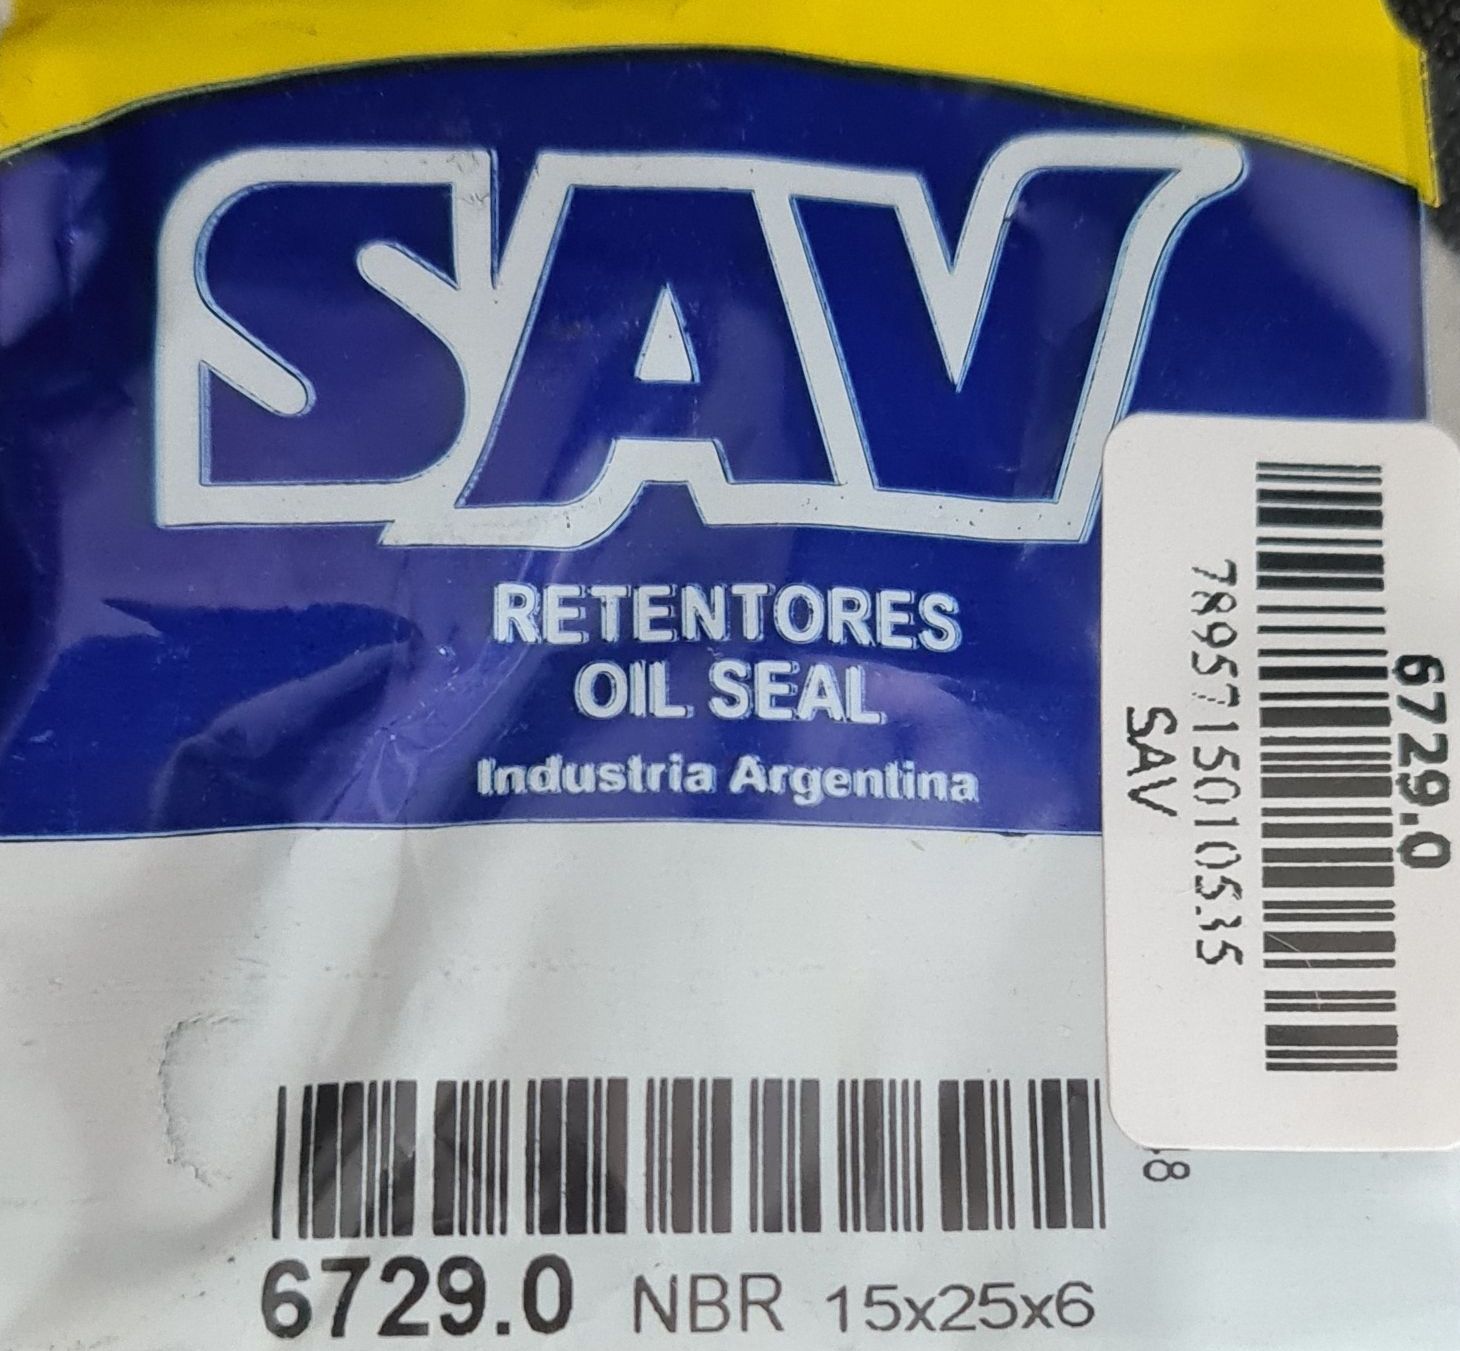 SAV
RETENTORES
OIL SEAL
Industria Argentina
6729.0
7895715010535
SAV
8
6729.0 NBR 15x25x6